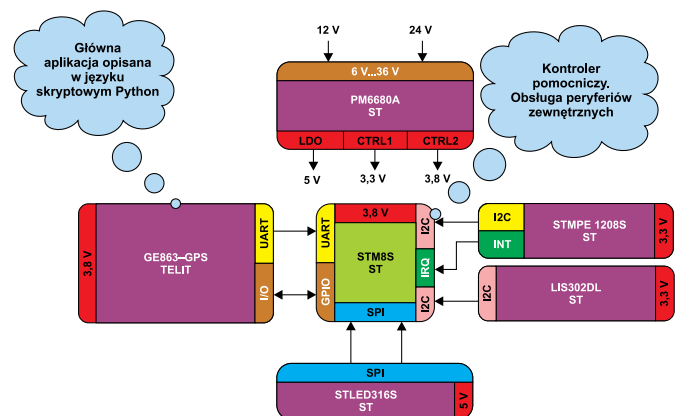 Główna
aplikacja opisana
w języku
skryptowym Python
12 V
24 V
6 V...36 V
PM6680A
ST
LDO
CTRL1
CTRL2
5 V
3,3 V
3,8 V
Kontroler
pomocniczy.
Obsługa peryferiów
zewnętrznych
3,8 V
GE863–GPS
TELIT
UART
I/O
UART
GPIO
3,8 V
STM8S
ST
SPI
I2C
IRQ
I2C
I2C
INT
STMPE 1208S
ST
3,3 V
I2C
LIS302DL
ST
3,3 V
SPI
STLED316S
ST
5 V